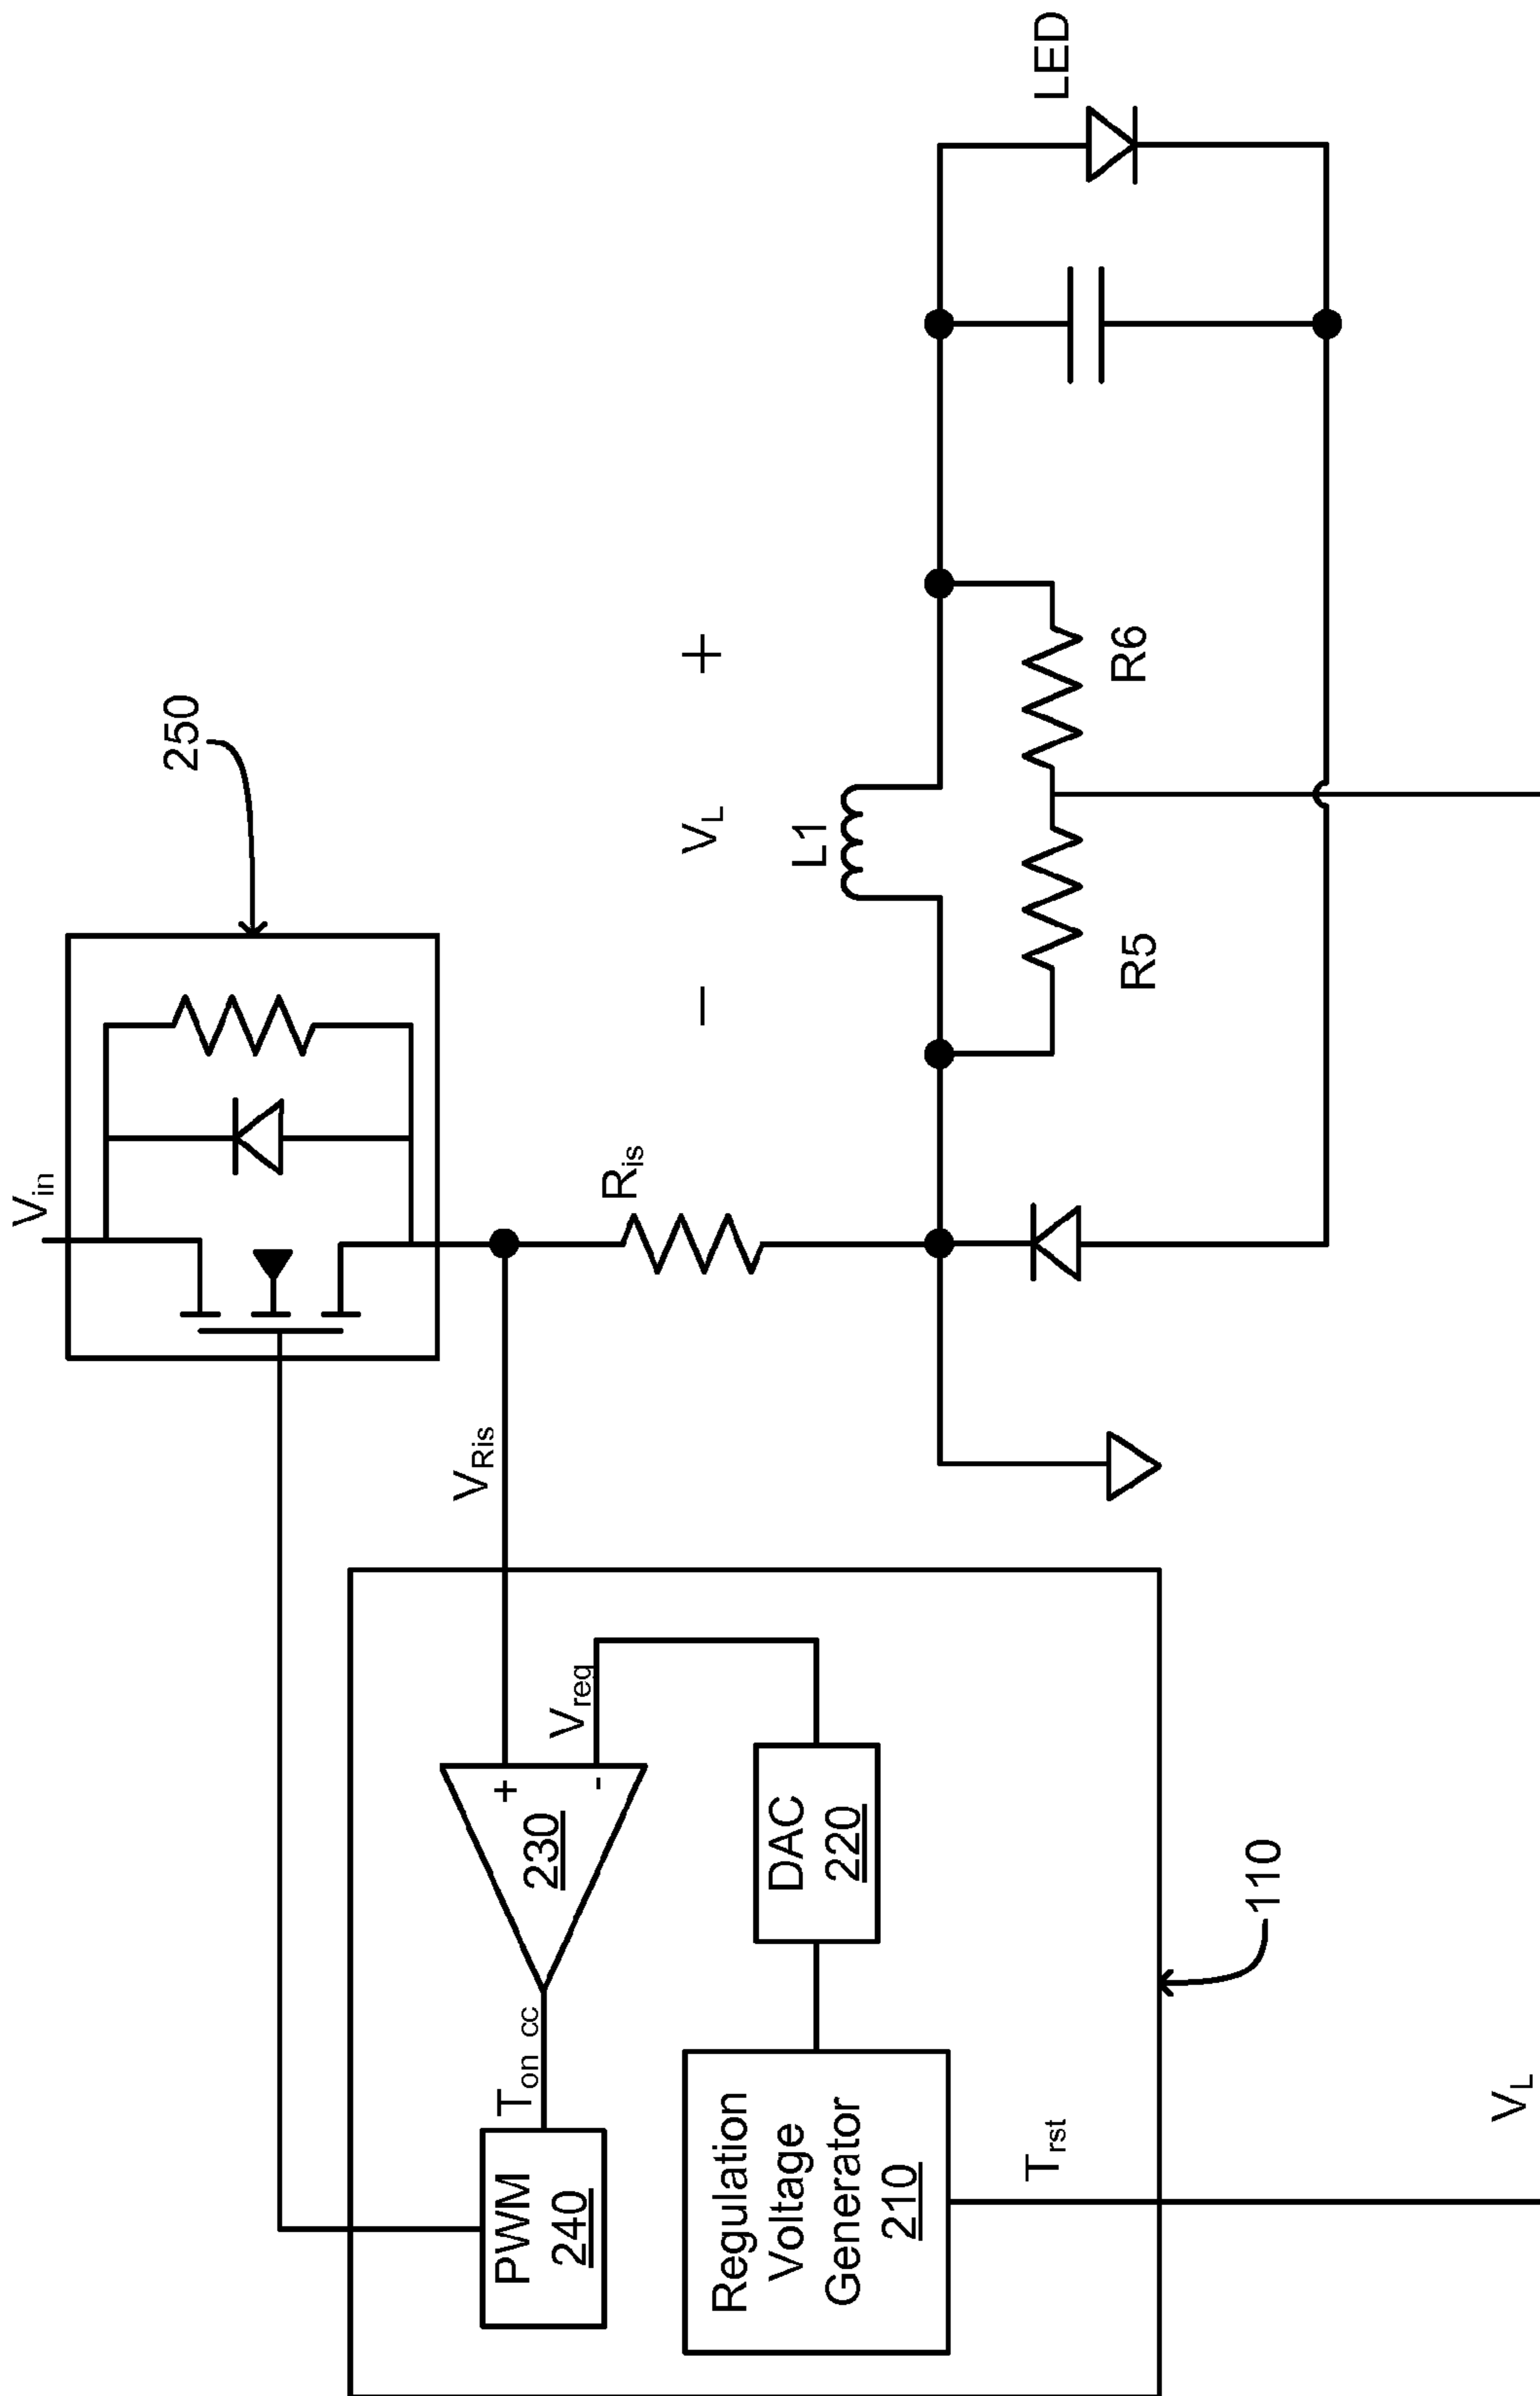 V_in
250
LED
V_Ris
R_is
- V_L +
L1
R5
R6
PWM
240
T_on cc
+
-
230
V_reg
Regulation
Voltage
Generator
210
DAC
220
T_rst
110
V_L